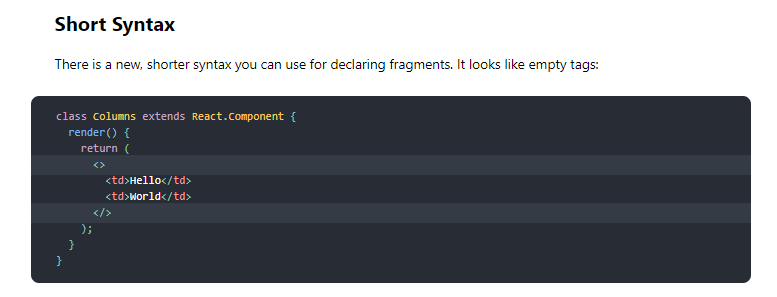 Short Syntax
There is a new, shorter syntax you can use for declaring fragments. It looks like empty tags:
class Columns extends React.Component {
  render() {
    return (
      <>
        <td>Hello</td>
        <td>World</td>
      </>
    );
  }
}